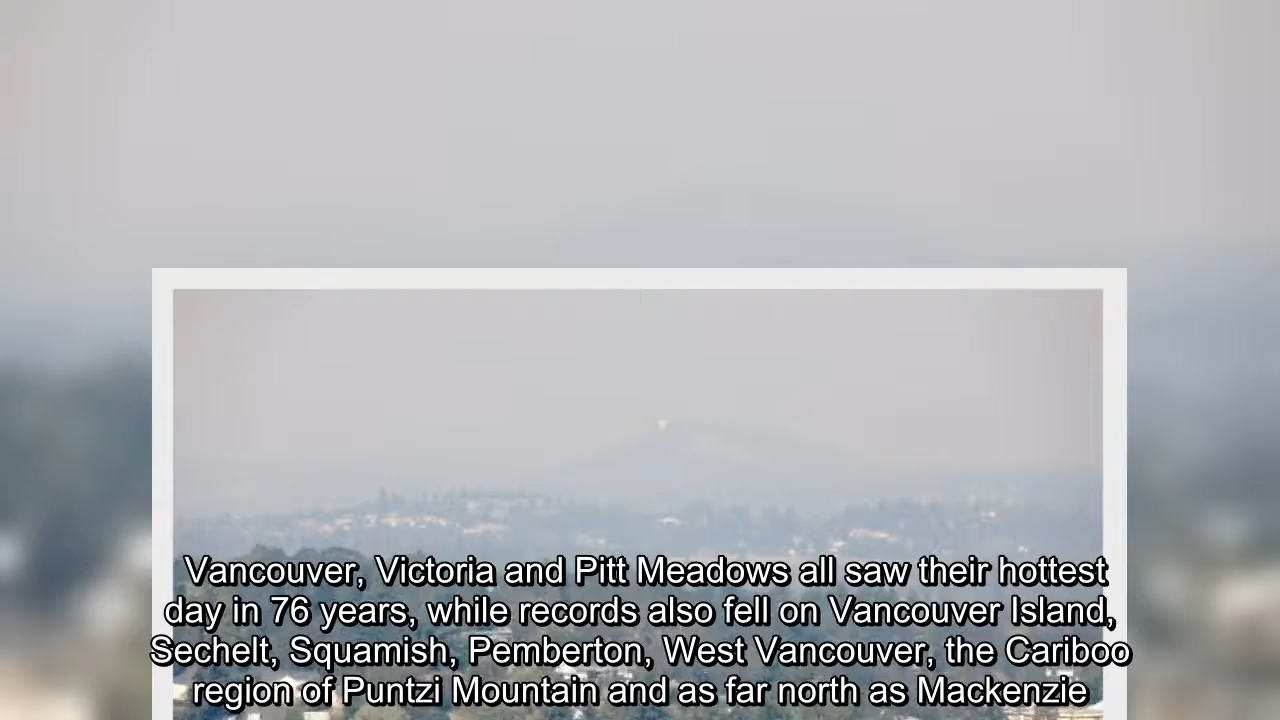 Vancouver, Victoria and Pitt Meadows all saw their hottest
day in 76 years, while records also fell on Vancouver Island,
Sechelt, Squamish, Pemberton, West Vancouver, the Cariboo
region of Puntzi Mountain and as far north as Mackenzie